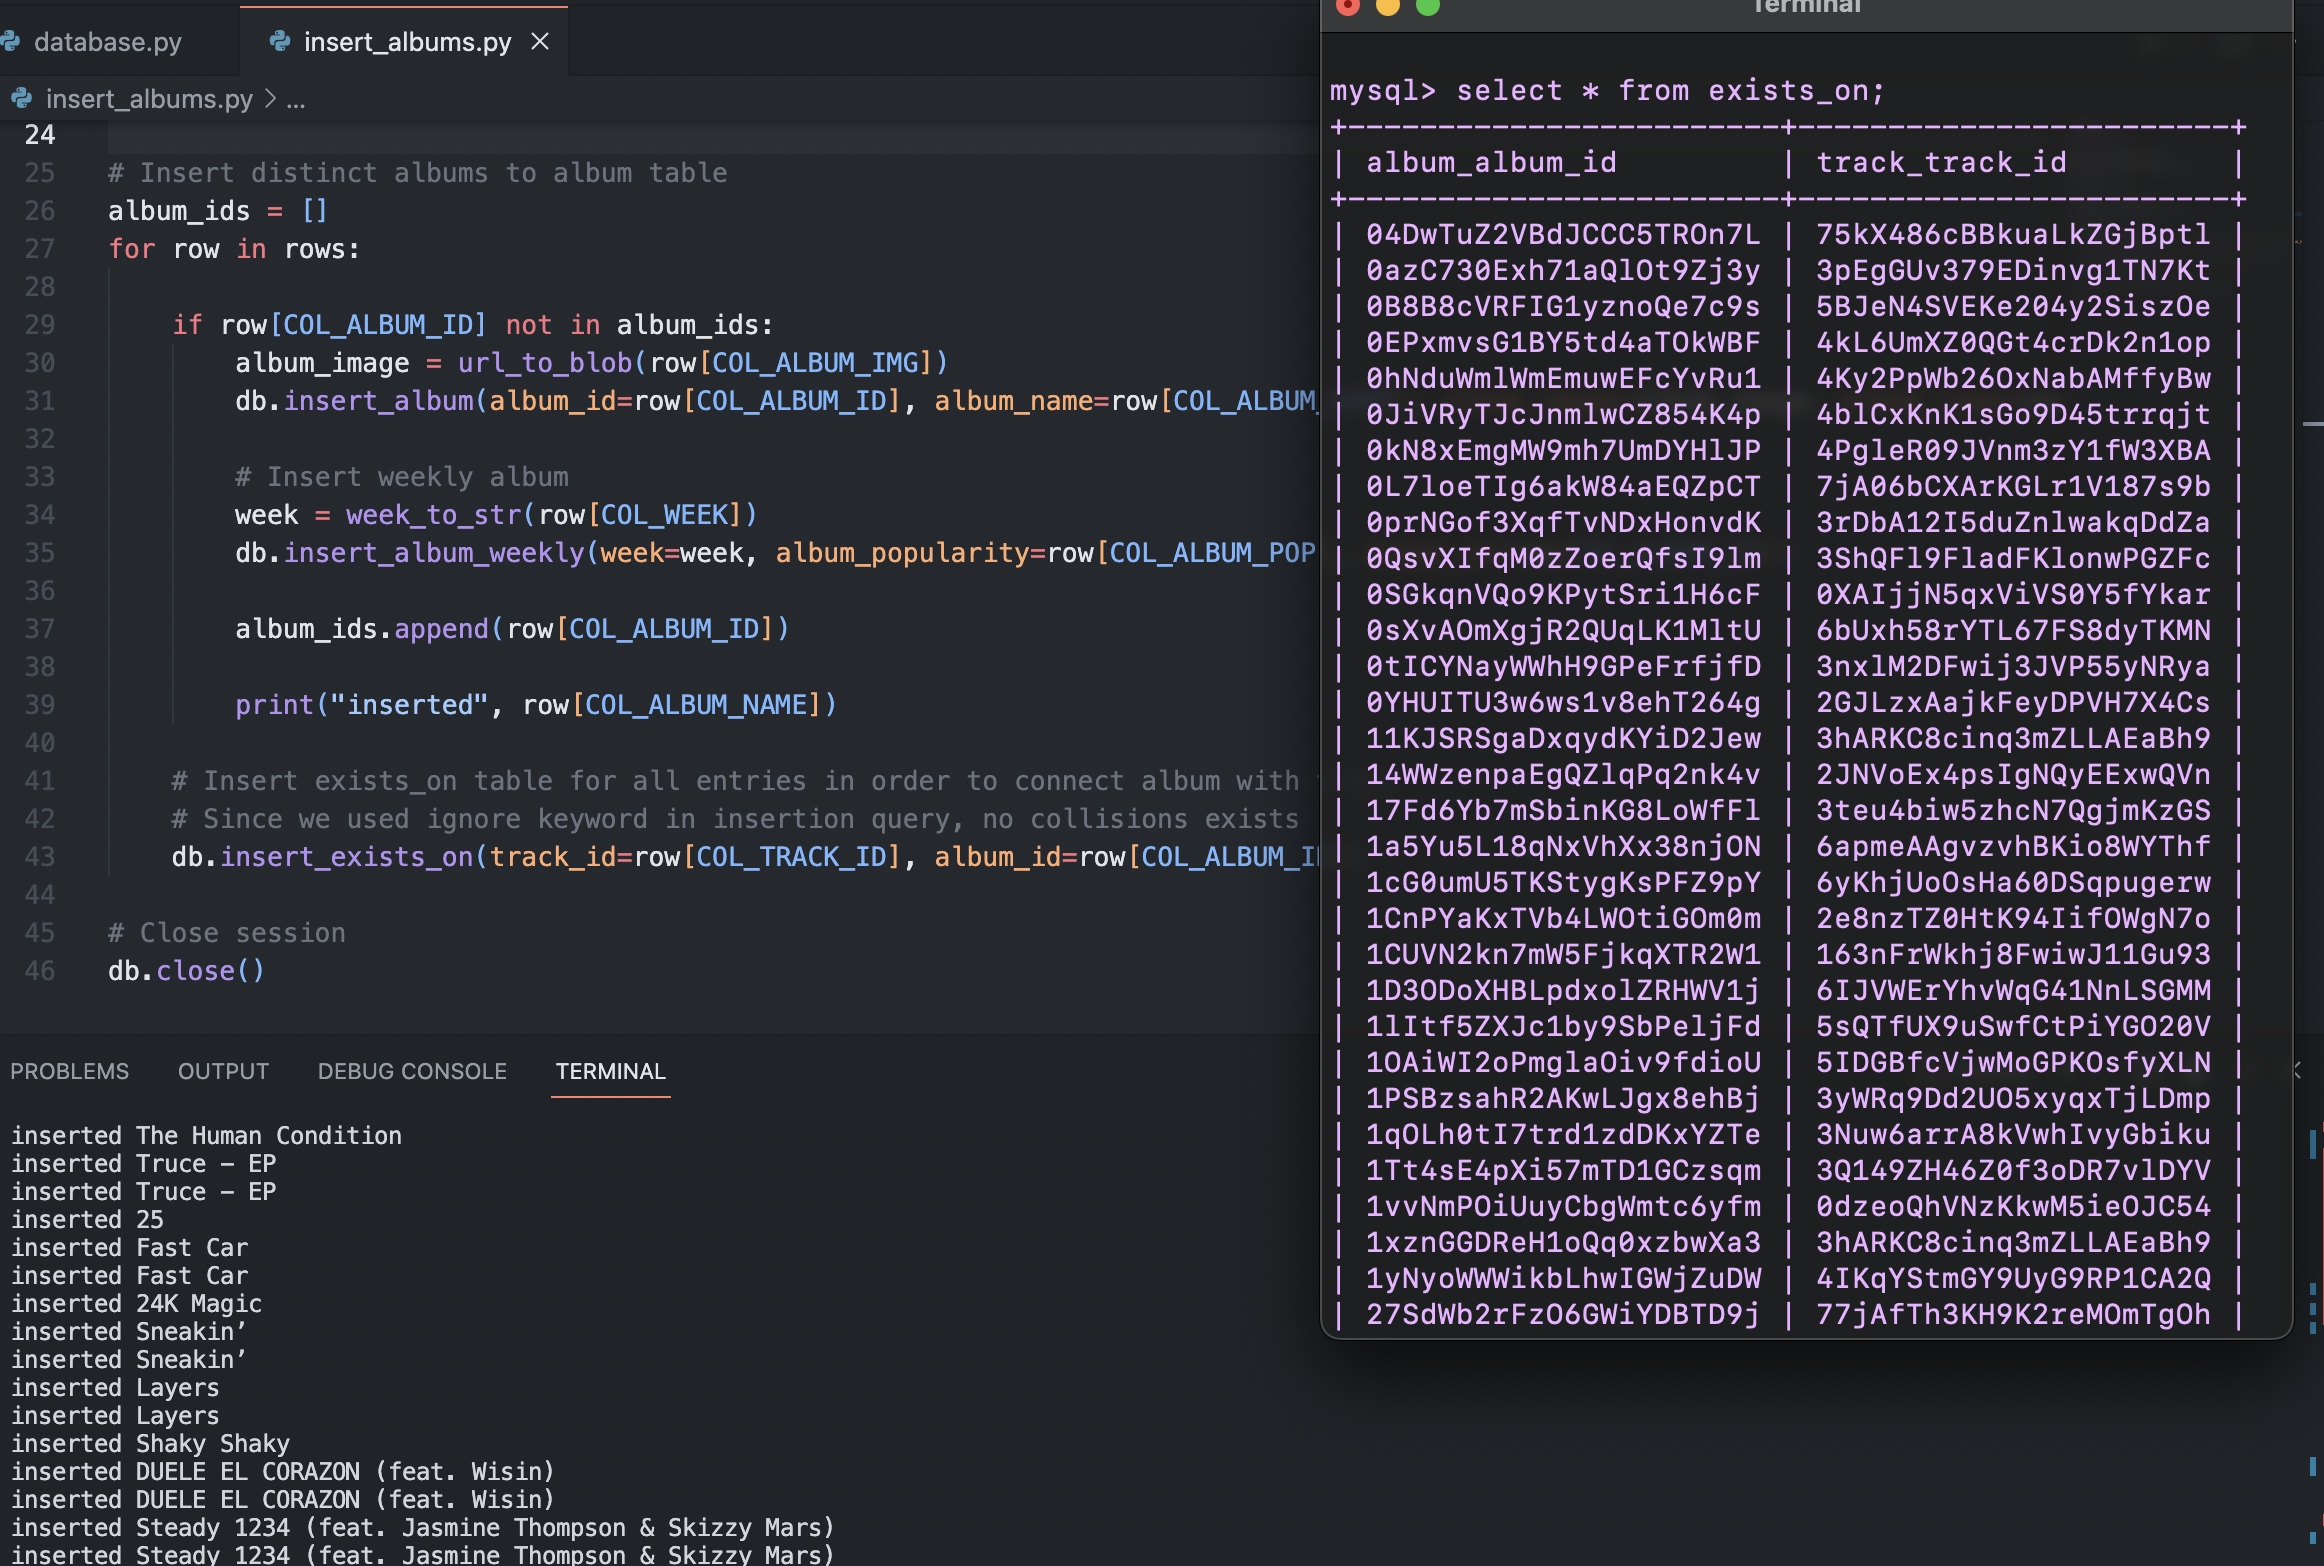 database.py
insert_albums.py
insert_albums.py > ...
24
25 # Insert distinct albums to album table
26 album_ids = []
27 for row in rows:
28
29 if row[COL_ALBUM_ID] not in album_ids:
30 album_image = url_to_blob(row[COL_ALBUM_IMG])
31 db.insert_album(album_id=row[COL_ALBUM_ID], album_name=row[COL_ALBUM_
32
33 # Insert weekly album
34 week = week_to_str(row[COL_WEEK])
35 db.insert_album_weekly(week=week, album_popularity=row[COL_ALBUM_POP
36
37 album_ids.append(row[COL_ALBUM_ID])
38
39 print("inserted", row[COL_ALBUM_NAME])
40
41 # Insert exists_on table for all entries in order to connect album with
42 # Since we used ignore keyword in insertion query, no collisions exists
43 db.insert_exists_on(track_id=row[COL_TRACK_ID], album_id=row[COL_ALBUM_I
44
45 # Close session
46 db.close()
PROBLEMS OUTPUT DEBUG CONSOLE TERMINAL
inserted The Human Condition
inserted Truce - EP
inserted Truce - EP
inserted 25
inserted Fast Car
inserted Fast Car
inserted 24K Magic
inserted Sneakin’
inserted Sneakin’
inserted Layers
inserted Layers
inserted Shaky Shaky
inserted DUELE EL CORAZON (feat. Wisin)
inserted DUELE EL CORAZON (feat. Wisin)
inserted Steady 1234 (feat. Jasmine Thompson & Skizzy Mars)
inserted Steady 1234 (feat. Jasmine Thompson & Skizzy Mars)
Terminal
mysql> select * from exists_on;
+------------------------+------------------------+
| album_album_id | track_track_id |
+------------------------+------------------------+
| 04DwTuZ2VBdJCCC5TROn7L | 75kX486cBBkuaLkZGjBptl |
| 0azC730Exh71aQlOt9Zj3y | 3pEgGUv379EDinvg1TN7Kt |
| 0B8B8cVRFIG1yznoQe7c9s | 5BJeN4SVEKe204y2SiszOe |
| 0EPxmvsG1BY5td4aTOkWBF | 4kL6UmXZ0QGt4crDk2n1op |
| 0hNduWmlWmEmuwEFcYvRu1 | 4Ky2PpWb26OxNabAMffyBw |
| 0JiVRyTJcJnmlwCZ854K4p | 4blCxKnK1sGo9D45trrqjt |
| 0kN8xEmgMW9mh7UmDYHlJP | 4PgleR09JVnm3zY1fW3XBA |
| 0L7loeTIg6akW84aEQZpCT | 7jA06bCXArKGLr1V187s9b |
| 0prNGof3XqfTvNDxHonvdK | 3rDbA12I5duZnlwakqDdZa |
| 0QsvXIfqM0zZoerQfsI9lm | 3ShQFl9FladFKlonwPGZFc |
| 0SGkqnVQo9KPytSri1H6cF | 0XAIjjN5qxViVS0Y5fYkar |
| 0sXvAOmXgjR2QUqLK1MltU | 6bUxh58rYTL67FS8dyTKMN |
| 0tICYNayWWhH9GPeFrfjfD | 3nxlM2DFwij3JVP55yNRya |
| 0YHUITU3w6ws1v8ehT264g | 2GJLzxAajkFeyDPVH7X4Cs |
| 11KJSRSgaDxqydKYiD2Jew | 3hARKC8cinq3mZLLAEaBh9 |
| 14WWzenpaEgQZlqPq2nk4v | 2JNVoEx4psIgNQyEExwQVn |
| 17Fd6Yb7mSbinKG8LoWfFl | 3teu4biw5zhcN7QgjmKzGS |
| 1a5Yu5L18qNxVhXx38njON | 6apmeAAgvzvhBKio8WYThf |
| 1cG0umU5TKStygKsPFZ9pY | 6yKhjUoOsHa60DSqpugerw |
| 1CnPYaKxTVb4LWOtiGOm0m | 2e8nzTZ0HtK94IifOWgN7o |
| 1CUVN2kn7mW5FjkqXTR2W1 | 163nFrWkhj8FwiwJ11Gu93 |
| 1D3ODoXHBLpdxolZRHWV1j | 6IJVWErYhvWqG41NnLSGMM |
| 1lItf5ZXJc1by9SbPeljFd | 5sQTfUX9uSwfCtPiYGO20V |
| 1OAiWI2oPmglaOiv9fdioU | 5IDGBfcVjwMoGPKOsfyXLN |
| 1PSBzsahR2AKwLJgx8ehBj | 3yWRq9Dd2UO5xyqxTjLDmp |
| 1qOLh0tI7trd1zdDKxYZTe | 3Nuw6arrA8kVwhIvyGbiku |
| 1Tt4sE4pXi57mTD1GCzsqm | 3Q149ZH46Z0f3oDR7vlDYV |
| 1vvNmPOiUuyCbgWmtc6yfm | 0dzeoQhVNzKkwM5ieOJC54 |
| 1xznGGDReH1oQq0xzbwXa3 | 3hARKC8cinq3mZLLAEaBh9 |
| 1yNyoWWWikbLhwIGWjZuDW | 4IKqYStmGY9UyG9RP1CA2Q |
| 27SdWb2rFzO6GWiYDBTD9j | 77jAfTh3KH9K2reMOmTgOh |